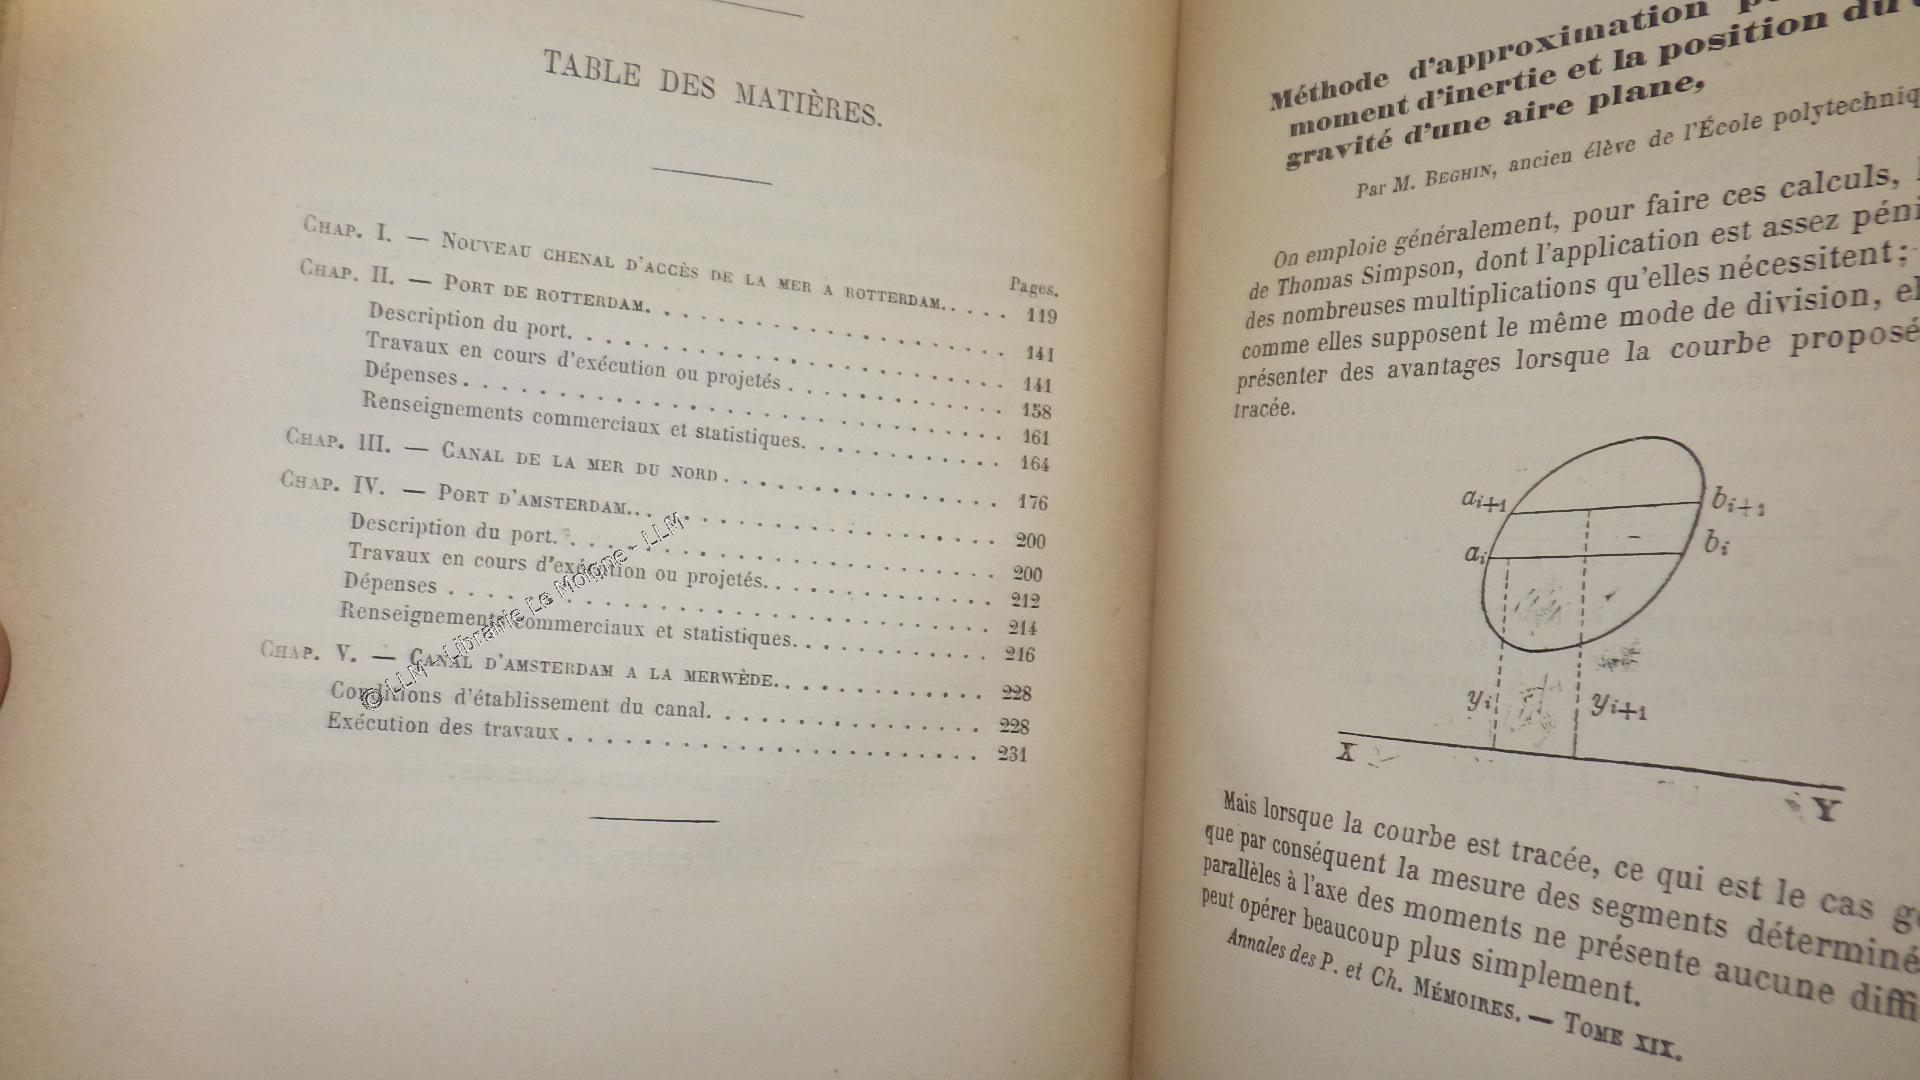 TABLE DES MATIÈRES.
Pages.
CHAP. I. — NOUVEAU CHENAL D'ACCÈS DE LA MER A ROTTERDAM. . . . . 119
CHAP. II. — PORT DE ROTTERDAM. . . . . . . . . . . . . . . . . 141
Description du port. . . . . . . . . . . . . . . . . . . . 141
Travaux en cours d'exécution ou projetés . . . . . . . . . . 158
Dépenses. . . . . . . . . . . . . . . . . . . . . . . . . 161
Renseignements commerciaux et statistiques. . . . . . . . . 164
CHAP. III. — CANAL DE LA MER DU NORD . . . . . . . . . . . . . 176
CHAP. IV. — PORT D'AMSTERDAM. . . . . . . . . . . . . . . . . 200
Description du port. . . . . . . . . . . . . . . . . . . . 200
Travaux en cours d'exécution ou projetés. . . . . . . . . . 212
Dépenses . . . . . . . . . . . . . . . . . . . . . . . . . 214
Renseignements commerciaux et statistiques. . . . . . . . . 216
CHAP. V. — CANAL D'AMSTERDAM A LA MERWÈDE. . . . . . . . . . . 228
Conditions d'établissement du canal. . . . . . . . . . . . 228
Exécution des travaux . . . . . . . . . . . . . . . . . . 231
© LLM - Librairie Le Moigne - LLM
Méthode d'approximation
moment d'inertie et la position du
gravité d'une aire plane,
Par M. BEGHIN, ancien élève de l'École
On emploie généralement, pour faire ces calculs,
de Thomas Simpson, dont l'application est assez
des nombreuses multiplications qu'elles nécessitent;
comme elles supposent le même mode de division,
présenter des avantages lorsque la courbe
tracée.
ai+1 bi+1
ai bi
yi yi+1
X Y
Mais lorsque la courbe est tracée, ce qui est le cas
que par conséquent la mesure des segments
parallèles à l'axe des moments ne présente aucune
peut opérer beaucoup plus simplement.
Annales des P. et Ch. MÉMOIRES. — TOME XIX.